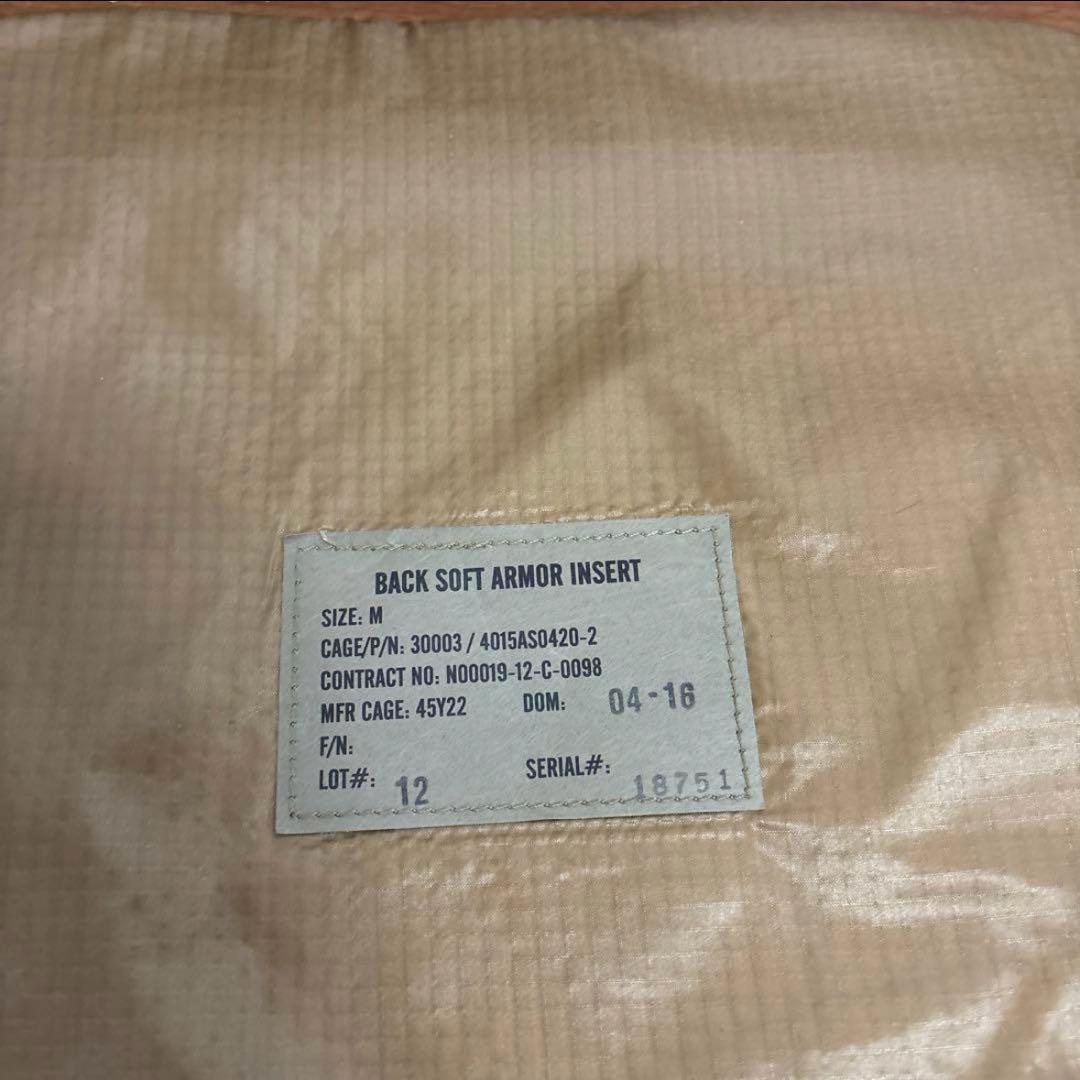 BACK SOFT ARMOR INSERT
SIZE: M
CAGE/P/N: 30003 / 4015AS0420-2
CONTRACT NO: N00019-12-C-0098
MFR CAGE: 45Y22 DOM: 04-16
F/N:
LOT#: 12 SERIAL#: 18751